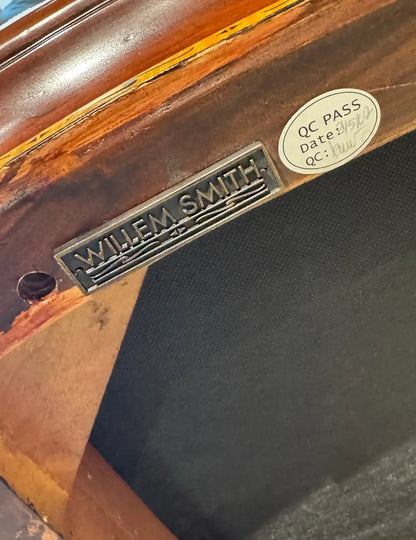 WILLEM SMITH
QC PASS
Date:
QC: